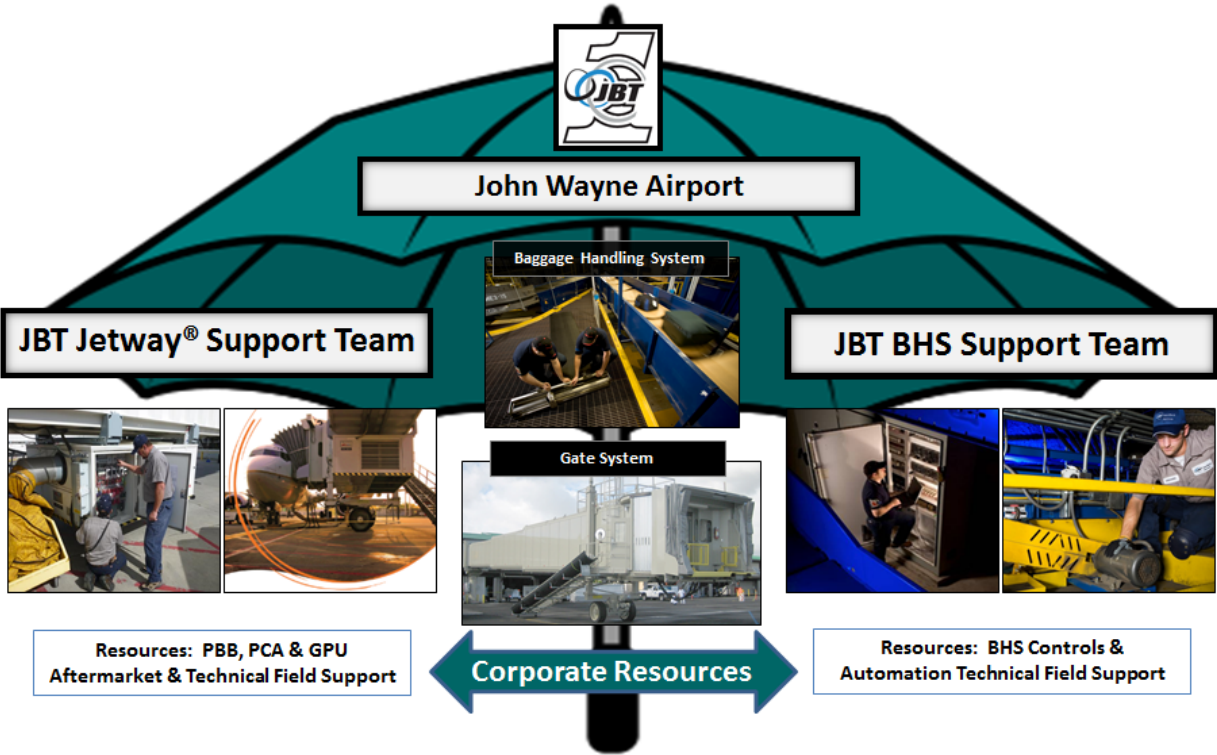 1
JBT
John Wayne Airport
Baggage Handling System
JBT Jetway® Support Team
JBT BHS Support Team
Gate System
Resources: PBB, PCA & GPU
Aftermarket & Technical Field Support
Corporate Resources
Resources: BHS Controls &
Automation Technical Field Support